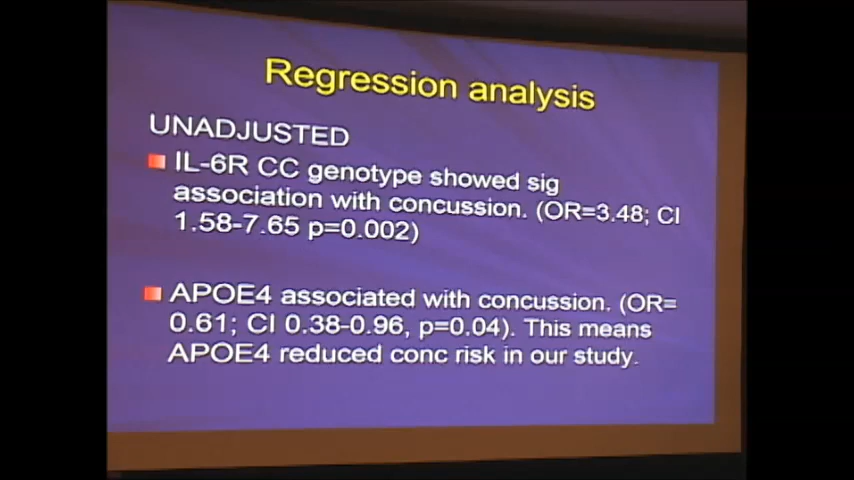 Regression analysis
UNADJUSTED
IL-6R CC genotype showed sig
association with concussion. (OR=3.48; CI
1.58-7.65 p=0.002)
APOE4 associated with concussion. (OR=
0.61; CI 0.38-0.96, p=0.04). This means
APOE4 reduced conc risk in our study.